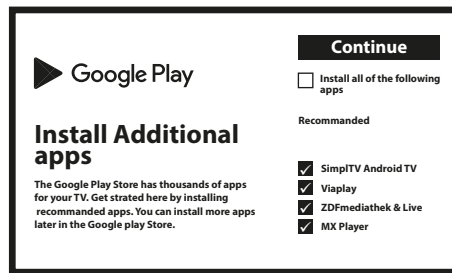 Google Play
Install Additional
apps
The Google Play Store has thousands of apps
for your TV. Get strated here by installing
recommanded apps. You can install more apps
later in the Google play Store.
Continue
Install all of the following
apps
Recommanded
SimplTV Android TV
Viaplay
ZDFmediathek & Live
MX Player